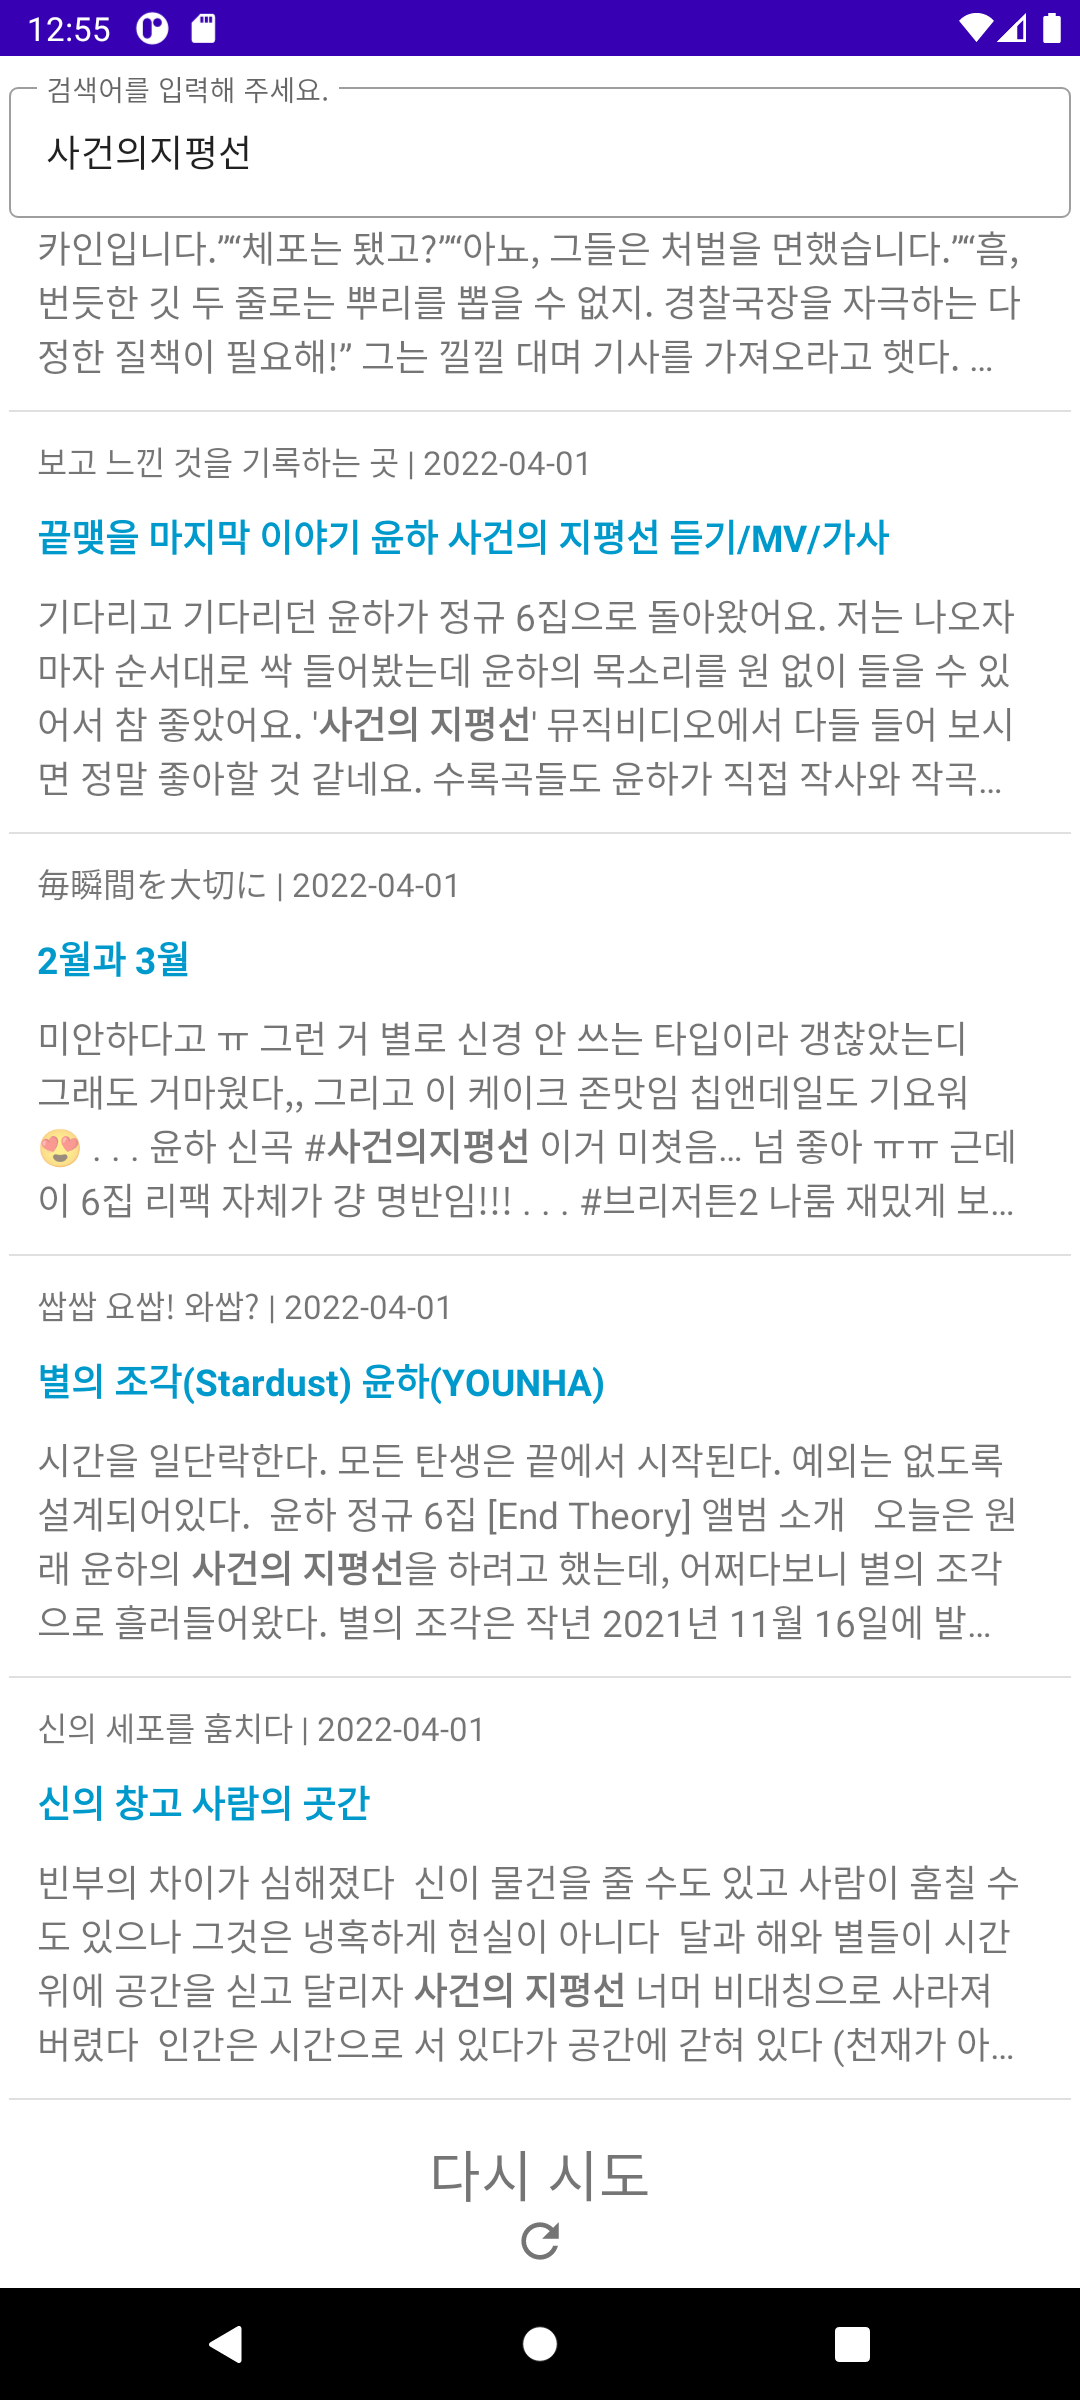 12:55
검색어를 입력해 주세요.
사건의지평선
카인입니다.”“체포는 됐고?”“아뇨, 그들은 처벌을 면했습니다.”“흠,
번듯한 깃 두 줄로는 뿌리를 뽑을 수 없지. 경찰국장을 자극하는 다
정한 질책이 필요해!” 그는 낄낄 대며 기사를 가져오라고 햇다. ...
보고 느낀 것을 기록하는 곳 | 2022-04-01
끝맺을 마지막 이야기 윤하 사건의 지평선 듣기/MV/가사
기다리고 기다리던 윤하가 정규 6집으로 돌아왔어요. 저는 나오자
마자 순서대로 싹 들어봤는데 윤하의 목소리를 원 없이 들을 수 있
어서 참 좋았어요. '사건의 지평선' 뮤직비디오에서 다들 들어 보시
면 정말 좋아할 것 같네요. 수록곡들도 윤하가 직접 작사와 작곡...
毎瞬間を大切に | 2022-04-01
2월과 3월
미안하다고 ㅠ 그런 거 별로 신경 안 쓰는 타입이라 갱찮았는디
그래도 거마웠다,, 그리고 이 케이크 존맛임 칩앤데일도 기요워
😍 . . . 윤하 신곡 #사건의지평선 이거 미쳣음... 넘 좋아 ㅠㅠ 근데
이 6집 리팩 자체가 걍 명반임!!! . . . #브리저튼2 나룸 재밌게 보...
쌉쌉 요쌉! 와쌉? | 2022-04-01
별의 조각(Stardust) 윤하(YOUNHA)
시간을 일단락한다. 모든 탄생은 끝에서 시작된다. 예외는 없도록
설계되어있다. 윤하 정규 6집 [End Theory] 앨범 소개 오늘은 원
래 윤하의 사건의 지평선을 하려고 했는데, 어쩌다보니 별의 조각
으로 흘러들어왔다. 별의 조각은 작년 2021년 11월 16일에 발...
신의 세포를 훔치다 | 2022-04-01
신의 창고 사람의 곳간
빈부의 차이가 심해졌다 신이 물건을 줄 수도 있고 사람이 훔칠 수
도 있으나 그것은 냉혹하게 현실이 아니다 달과 해와 별들이 시간
위에 공간을 싣고 달리자 사건의 지평선 너머 비대칭으로 사라져
버렸다 인간은 시간으로 서 있다가 공간에 갇혀 있다 (천재가 아...
다시 시도